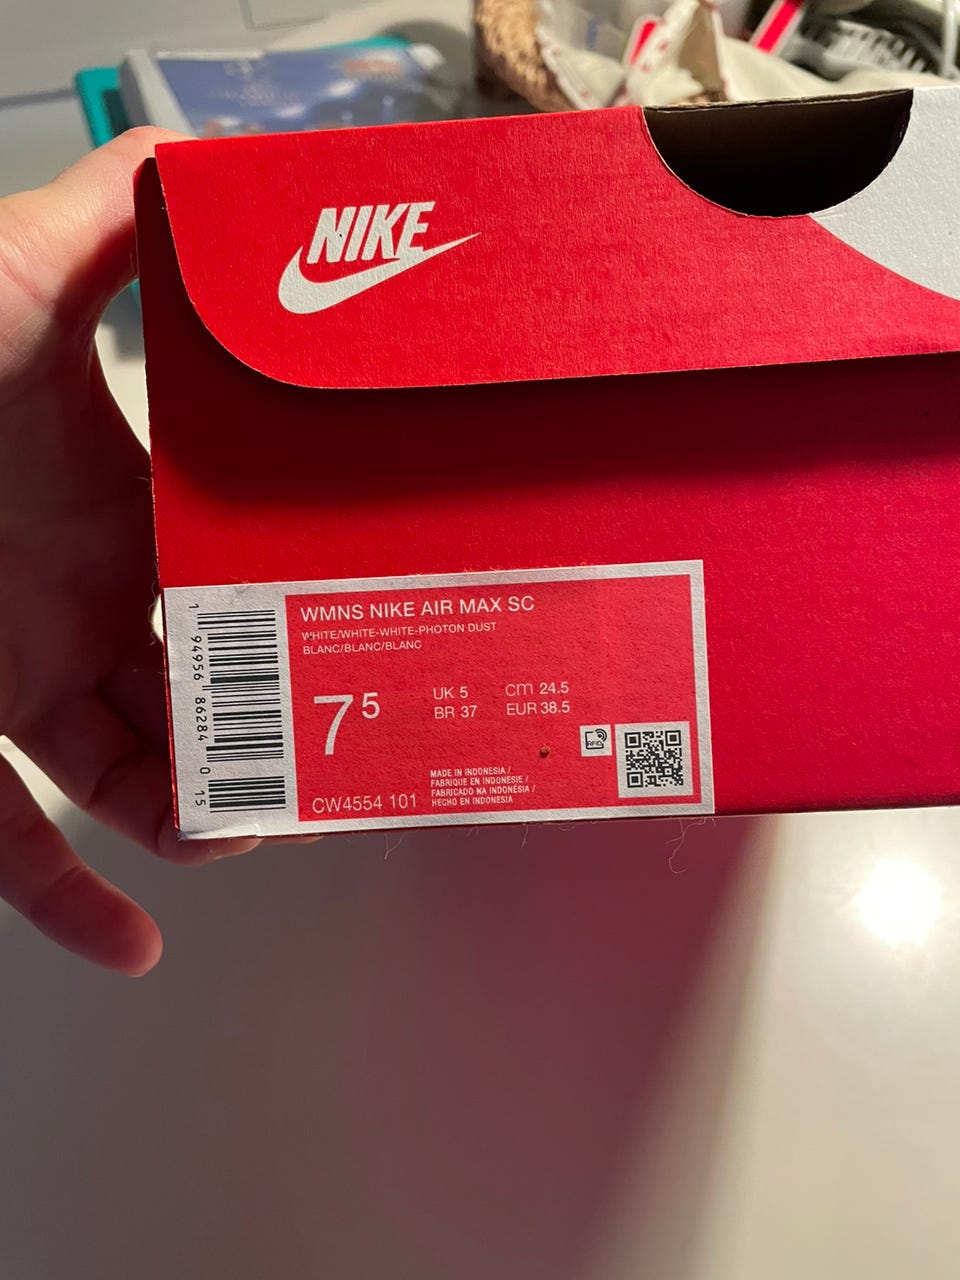 NIKE
WMNS NIKE AIR MAX SC
WHITE/WHITE-WHITE-PHOTON DUST
BLANC/BLANC/BLANC
7 5
UK 5 cm 24.5
BR 37 EUR 38.5
RFID
MADE IN INDONESIA /
FABRIQUE EN INDONESIE /
FABRICADO NA INDONÉSIA /
HECHO EN INDONESIA
CW4554 101
1 94956 86284 0 15